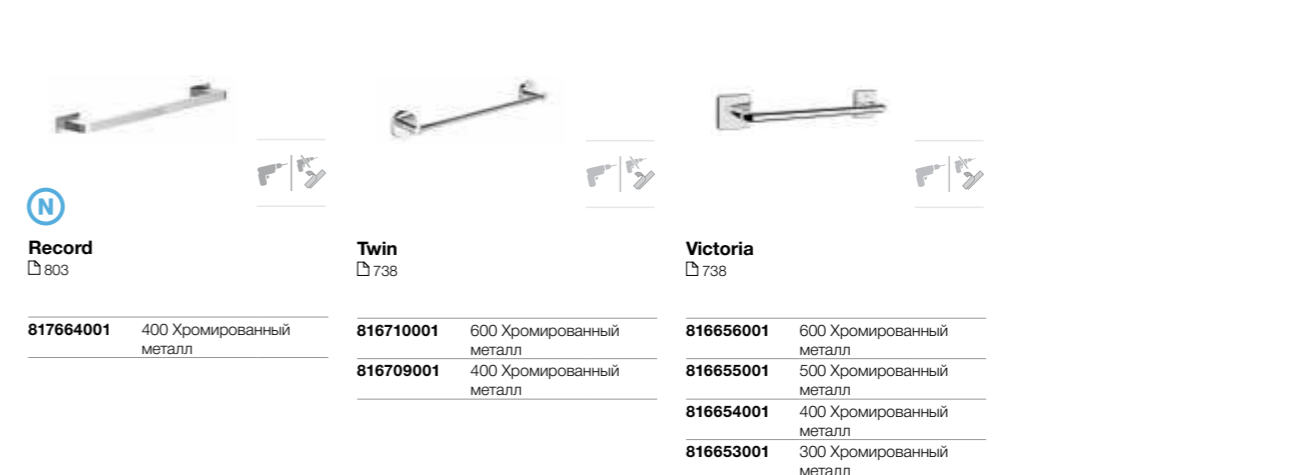 N
Record
803
817664001 400 Хромированный
металл
Twin
738
816710001 600 Хромированный
металл
816709001 400 Хромированный
металл
Victoria
738
816656001 600 Хромированный
металл
816655001 500 Хромированный
металл
816654001 400 Хромированный
металл
816653001 300 Хромированный
металл